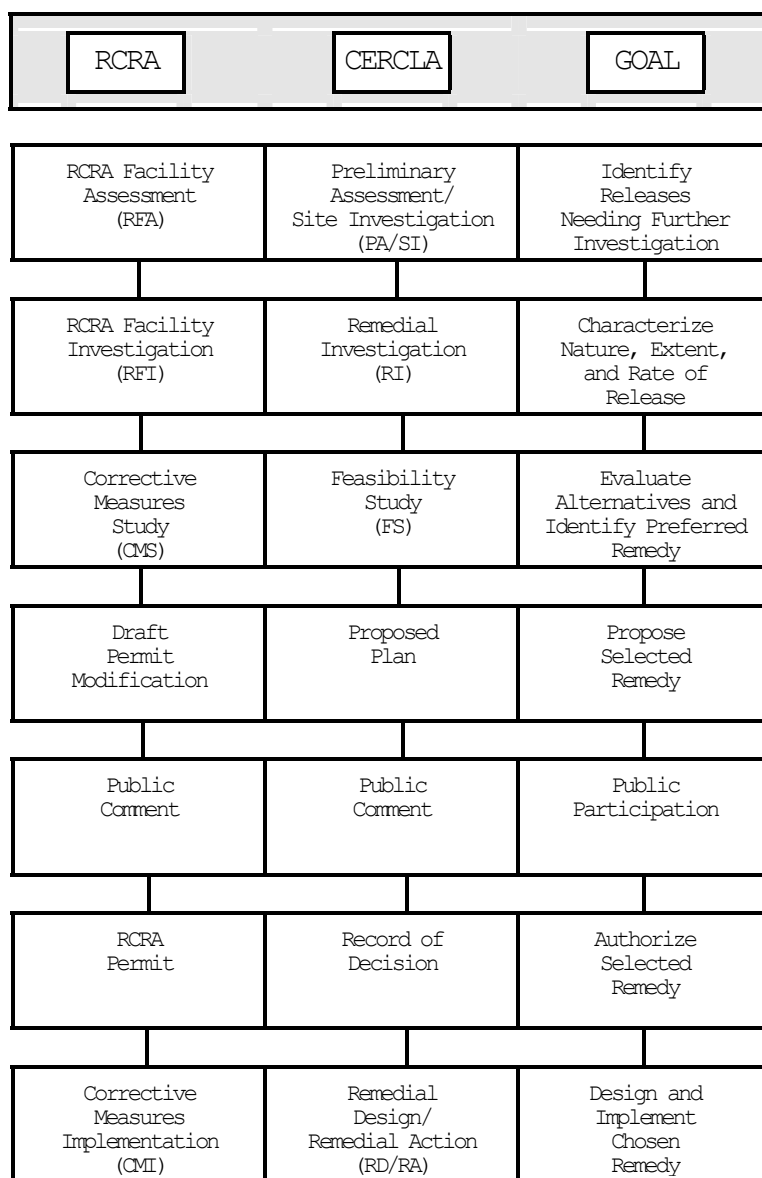 RCRA
CERCLA
GOAL
RCRA Facility
Assessment
(RFA)
Preliminary
Assessment/
Site Investigation
(PA/SI)
Identify
Releases
Needing Further
Investigation
RCRA Facility
Investigation
(RFI)
Remedial
Investigation
(RI)
Characterize
Nature, Extent,
and Rate of
Release
Corrective
Measures
Study
(CMS)
Feasibility
Study
(FS)
Evaluate
Alternatives and
Identify Preferred
Remedy
Draft
Permit
Modification
Proposed
Plan
Propose
Selected
Remedy
Public
Comment
Public
Comment
Public
Participation
RCRA
Permit
Record of
Decision
Authorize
Selected
Remedy
Corrective
Measures
Implementation
(CMI)
Remedial
Design/
Remedial Action
(RD/RA)
Design and
Implement
Chosen
Remedy